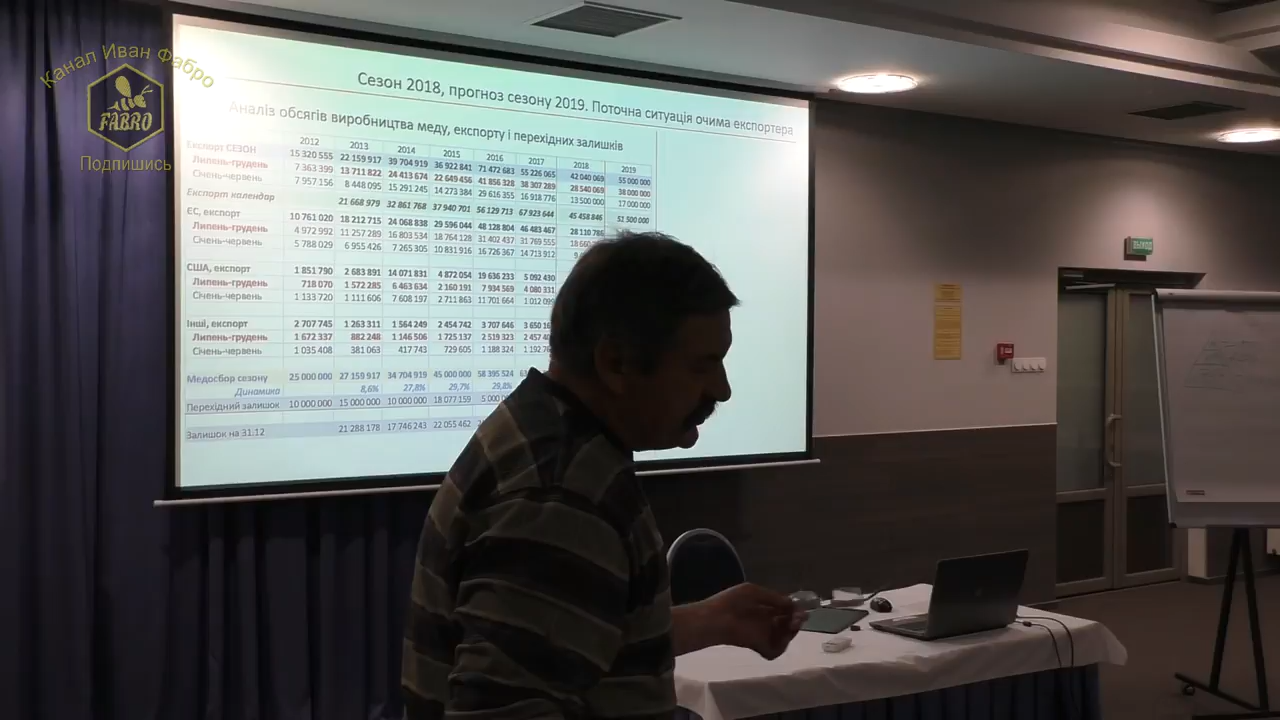 Канал Иван Фабро
FABRO
Подпишись
Сезон 2018, прогноз сезону 2019. Поточна ситуація очима експортера
Аналіз обсягів виробництва меду, експорту і перехідних залишків
2012 2013 2014 2015 2016 2017 2018 2019
Експорт СЕЗОН 15 320 555 22 159 917 39 704 919 36 922 841 71 472 683 55 226 065 42 040 069 55 000 000
Липень-грудень 7 363 399 13 711 822 24 413 674 22 649 456 41 856 328 38 307 289 28 540 069 38 000 000
Січень-червень 7 957 156 8 448 095 15 291 245 14 273 384 29 616 355 16 918 776 13 500 000 17 000 000
Експорт календар 21 668 979 32 861 768 37 940 701 56 129 713 67 923 644 45 458 846 51 500 000
ЄС, експорт 10 761 020 18 212 715 24 068 838 29 596 044 48 128 804 46 483 467 28 110 786
Липень-грудень 4 972 992 11 257 289 16 803 534 18 764 128 31 402 437 31 769 555 18 660
Січень-червень 5 788 029 6 955 426 7 265 305 10 831 916 16 726 367 14 713 912
США, експорт 1 851 790 2 683 891 14 071 831 4 872 054 19 636 233 5 092 430
Липень-грудень 718 070 1 572 285 6 463 634 2 160 191 7 934 569 4 080 331
Січень-червень 1 133 720 1 111 606 7 608 197 2 711 863 11 701 664 1 012 099
Інші, експорт 2 707 745 1 263 311 1 564 249 2 454 742 3 707 646 3 650 16
Липень-грудень 1 672 337 882 248 1 146 506 1 725 137 2 519 323 2 457 40
Січень-червень 1 035 408 381 063 417 743 729 605 1 188 324 1 192 76
Медосбор сезону 25 000 000 27 159 917 34 704 919 45 000 000 58 395 524 63
Динамика 8,6% 27,8% 29,7% 29,8%
Перехідний залишок 10 000 000 15 000 000 10 000 000 18 077 159 5 000 00
Залишок на 31.12 21 288 178 17 746 243 22 055 462
ВЫХОД